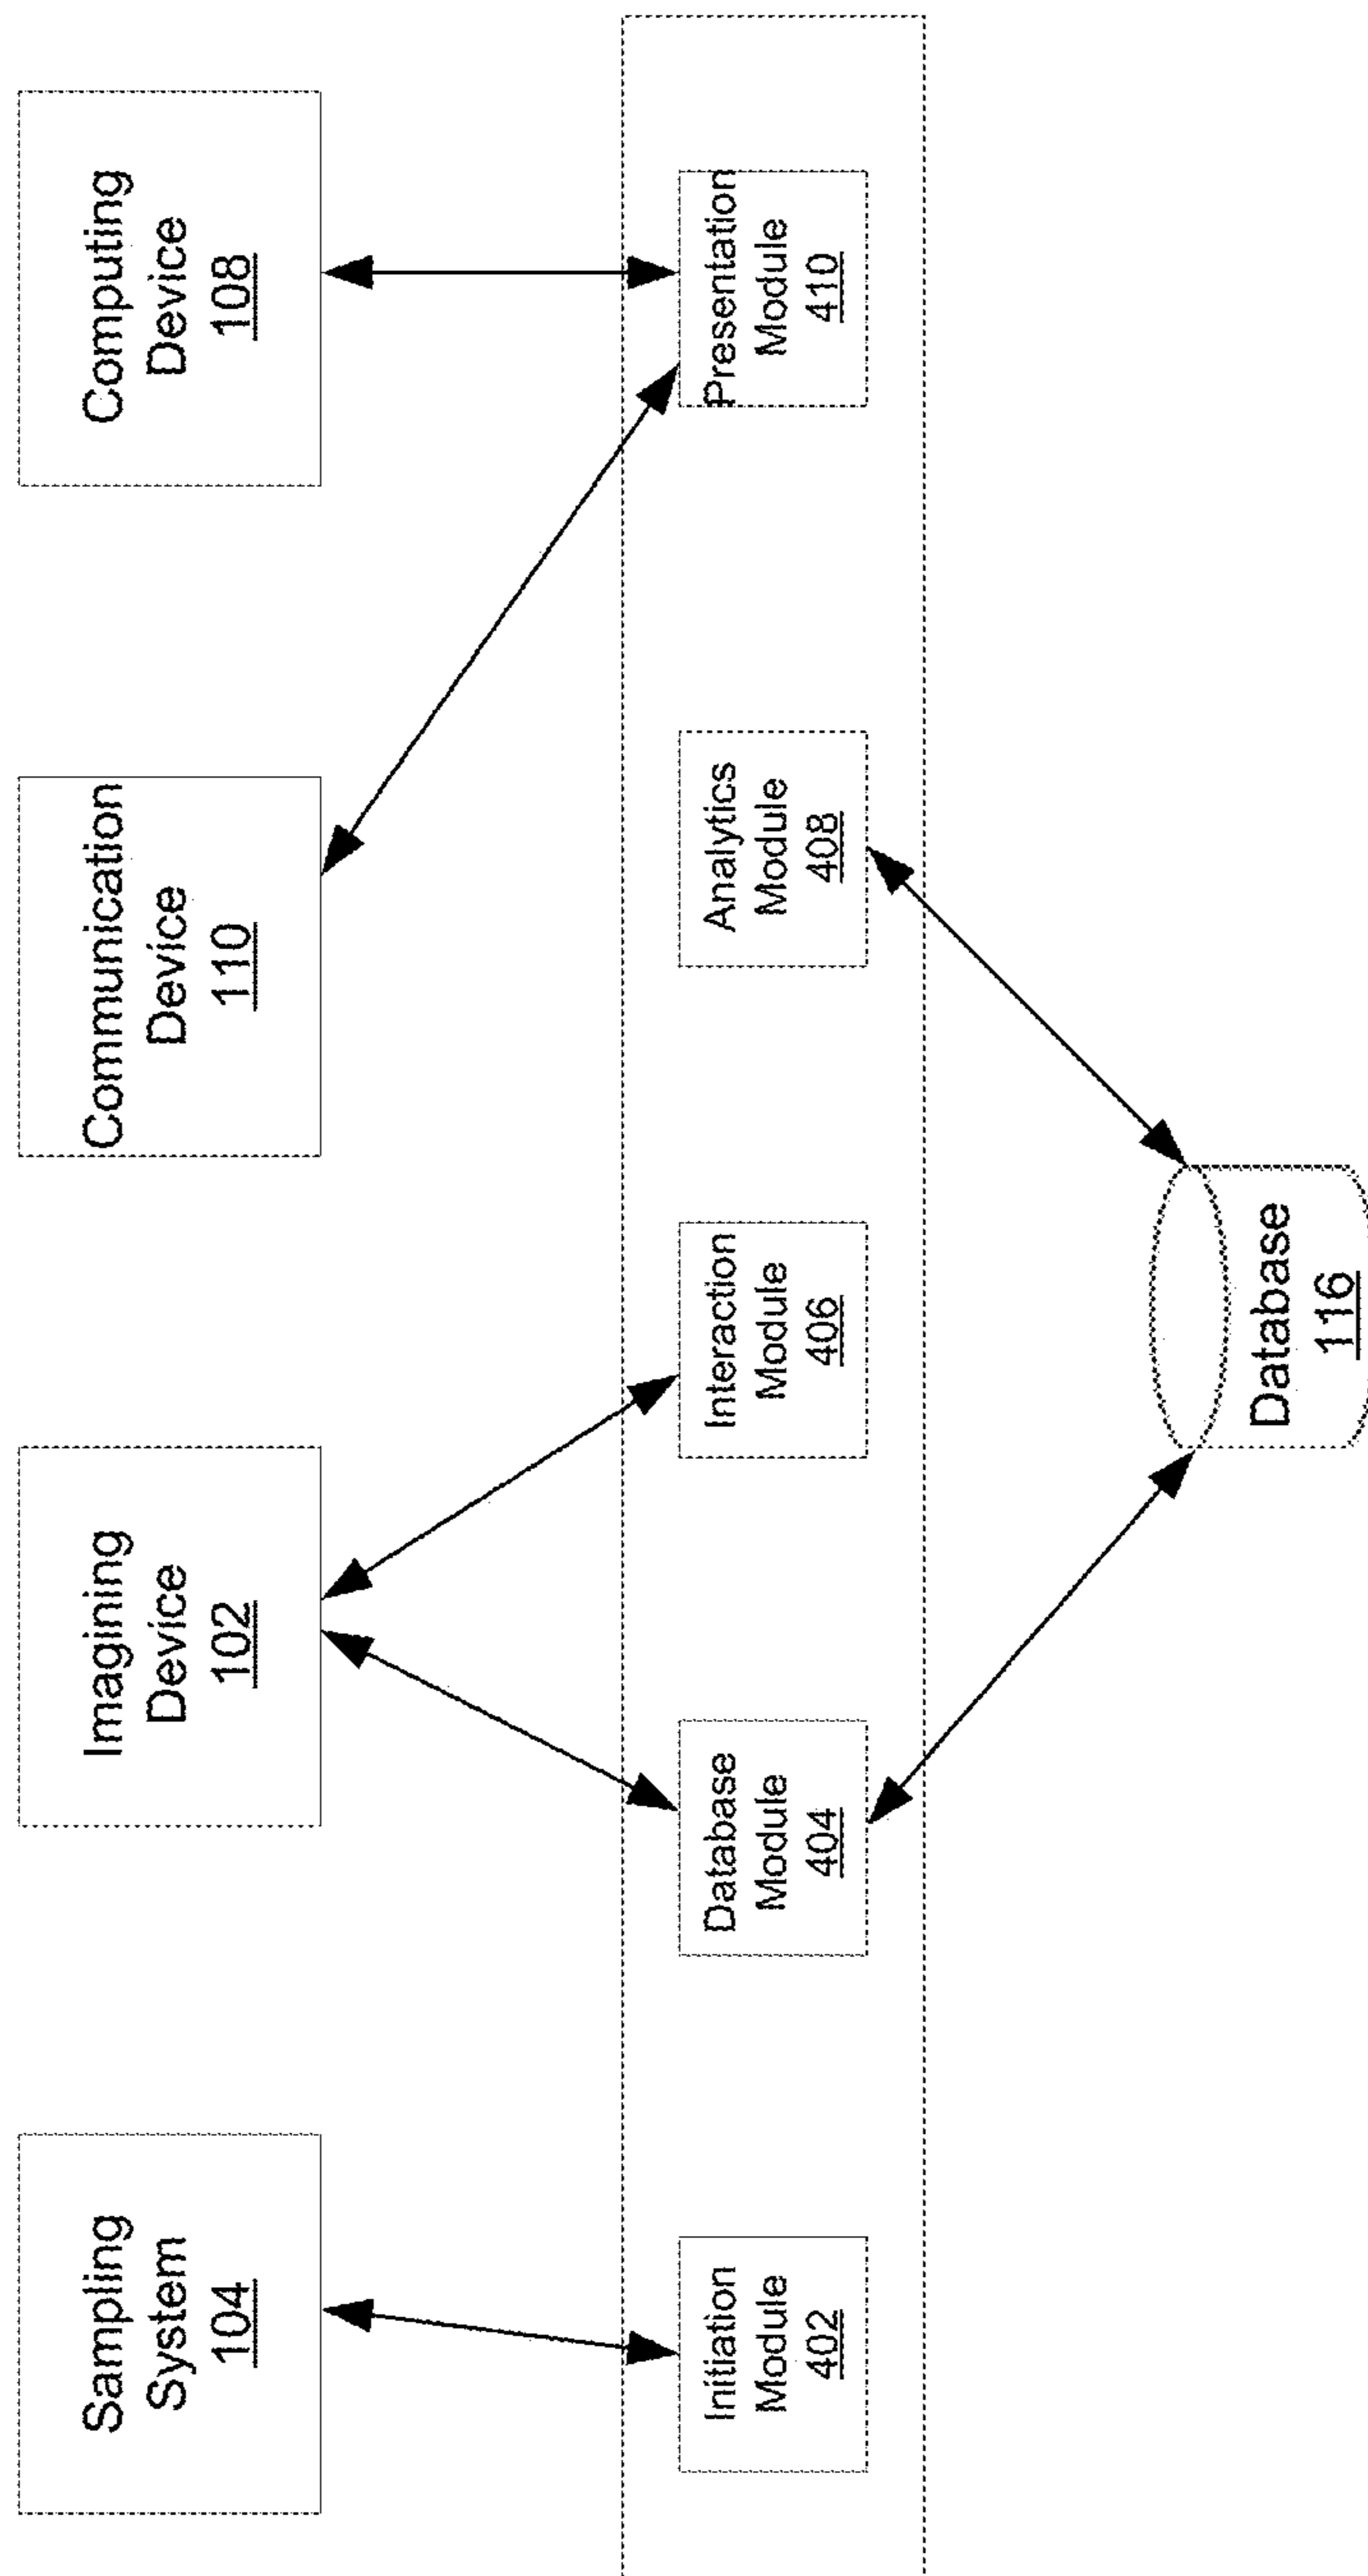 Sampling
System
104
Imagining
Device
102
Communication
Device
110
Computing
Device
108
Initiation
Module
402
Database
Module
404
Interaction
Module
406
Analytics
Module
408
Presentation
Module
410
Database
116